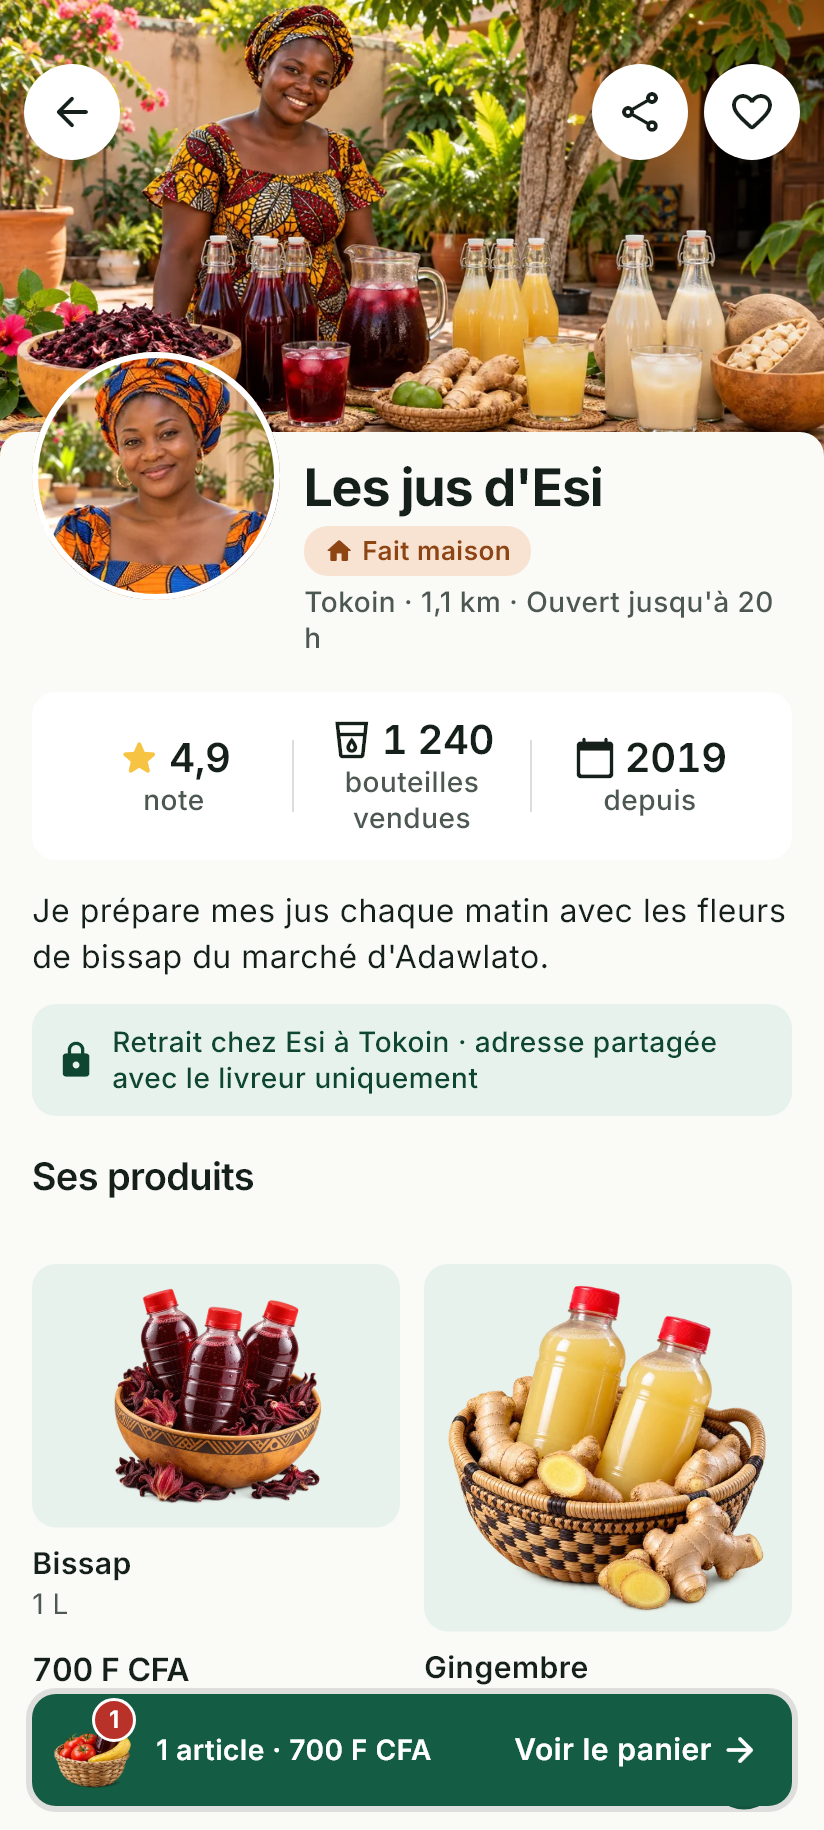 Les jus d'Esi
Fait maison
Tokoin · 1,1 km · Ouvert jusqu'à 20
h
4,9
note
1 240
bouteilles
vendues
2019
depuis
Je prépare mes jus chaque matin avec les fleurs
de bissap du marché d'Adawlato.
Retrait chez Esi à Tokoin · adresse partagée
avec le livreur uniquement
Ses produits
Bissap
1 L
700 F CFA
Gingembre
1
1 article · 700 F CFA
Voir le panier